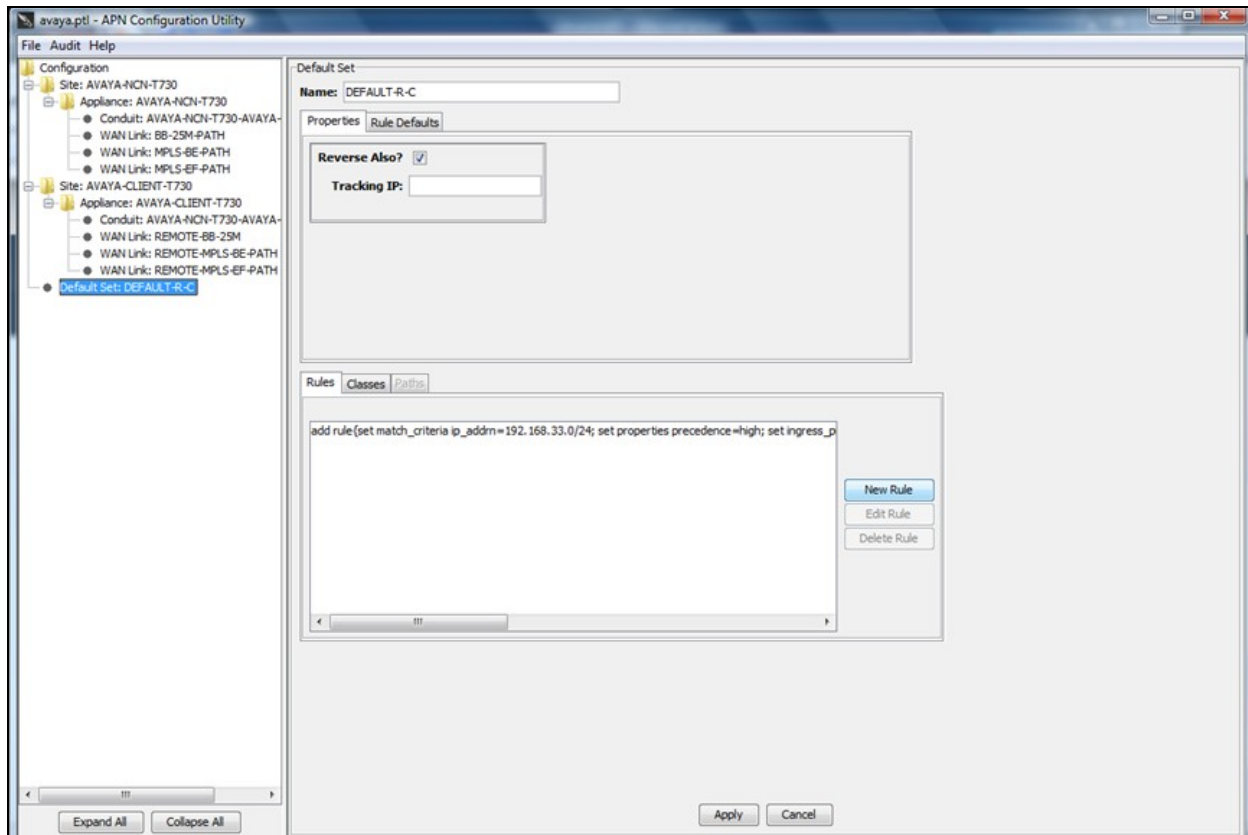 avaya.ptl - APN Configuration Utility
File Audit Help
Configuration
Site: AVAYA-NCN-T730
Appliance: AVAYA-NCN-T730
Conduit: AVAYA-NCN-T730-AVAYA-
WAN Link: BB-25M-PATH
WAN Link: MPLS-BE-PATH
WAN Link: MPLS-EF-PATH
Site: AVAYA-CLIENT-T730
Appliance: AVAYA-CLIENT-T730
Conduit: AVAYA-NCN-T730-AVAYA-
WAN Link: REMOTE-BB-25M
WAN Link: REMOTE-MPLS-BE-PATH
WAN Link: REMOTE-MPLS-EF-PATH
Default Set: DEFAULT-R-C
Expand All Collapse All
Default Set
Name: DEFAULT-R-C
Properties Rule Defaults
Reverse Also?
Tracking IP:
Rules Classes Paths
add rule{set match_criteria ip_addrn=192.168.33.0/24; set properties precedence=high; set ingress_p
New Rule
Edit Rule
Delete Rule
Apply Cancel